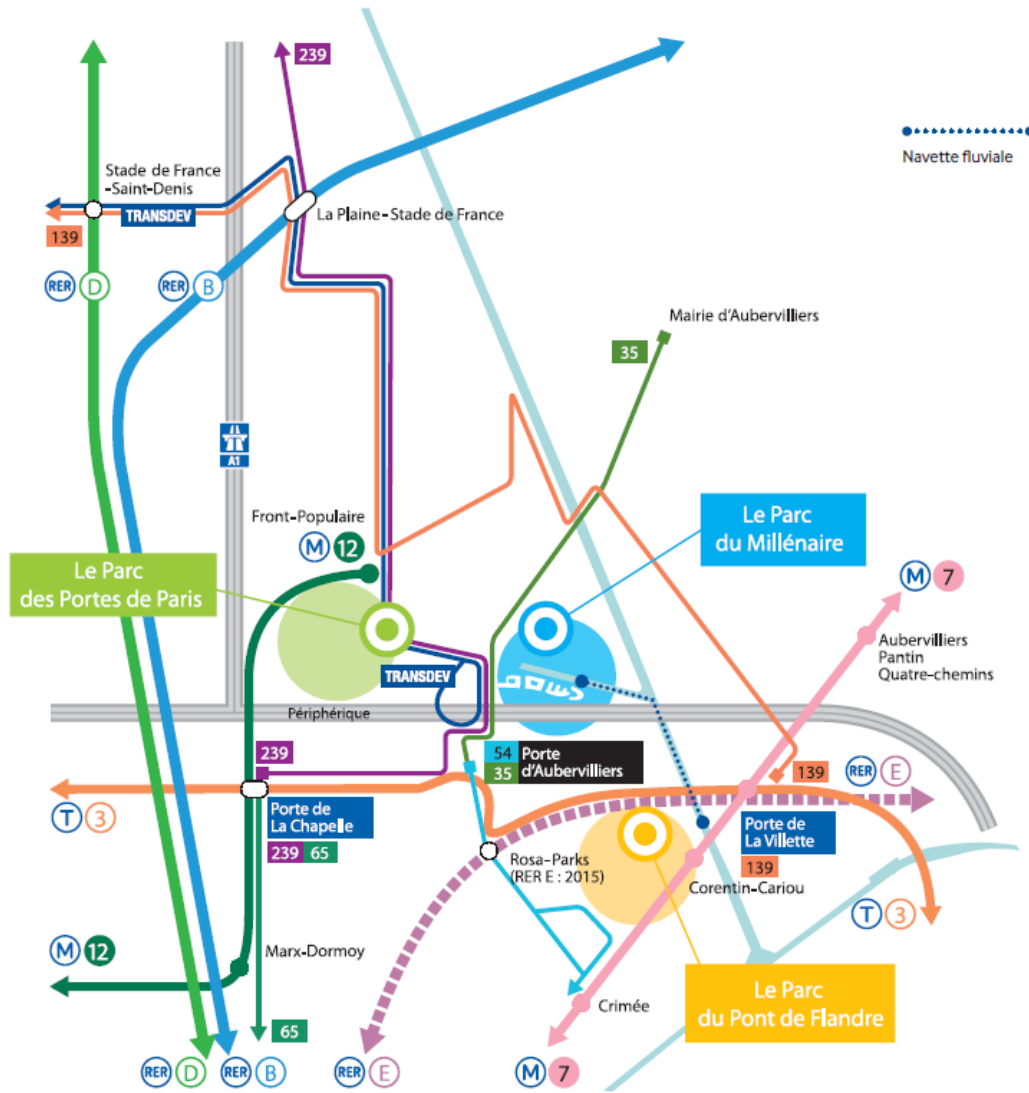 239
Navette fluviale
Stade de France
-Saint-Denis
TRANSDEV
La Plaine-Stade de France
139
RER D
RER B
Mairie d'Aubervilliers
35
A1
Front-Populaire
M 12
Le Parc
du Millénaire
Le Parc
des Portes de Paris
M 7
Aubervilliers
Pantin
Quatre-chemins
TRANSDEV
Périphérique
239
54 Porte
35 d'Aubervilliers
139
RER E
T 3
Porte de
La Chapelle
239 65
Porte de
La Villette
139
Rosa-Parks
(RER E : 2015)
Corentin-Cariou
T 3
M 12
Marx-Dormoy
Crimée
Le Parc
du Pont de Flandre
65
RER D
RER B
RER E
M 7